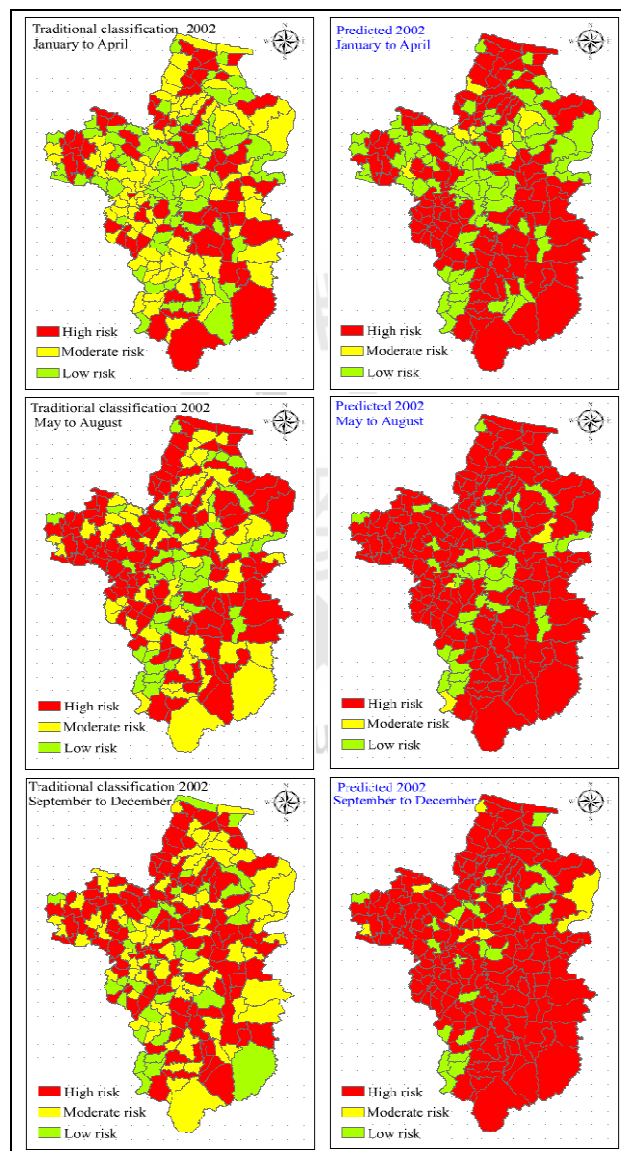 Traditional classification 2002
January to April
N
W E
S
High risk
Moderate risk
Low risk
Predicted 2002
January to April
N
W E
S
High risk
Moderate risk
Low risk
Traditional classification 2002
May to August
N
W E
S
High risk
Moderate risk
Low risk
Predicted 2002
May to August
N
W E
S
High risk
Moderate risk
Low risk
Traditional classification 2002
September to December
N
W E
S
High risk
Moderate risk
Low risk
Predicted 2002
September to December
N
W E
S
High risk
Moderate risk
Low risk